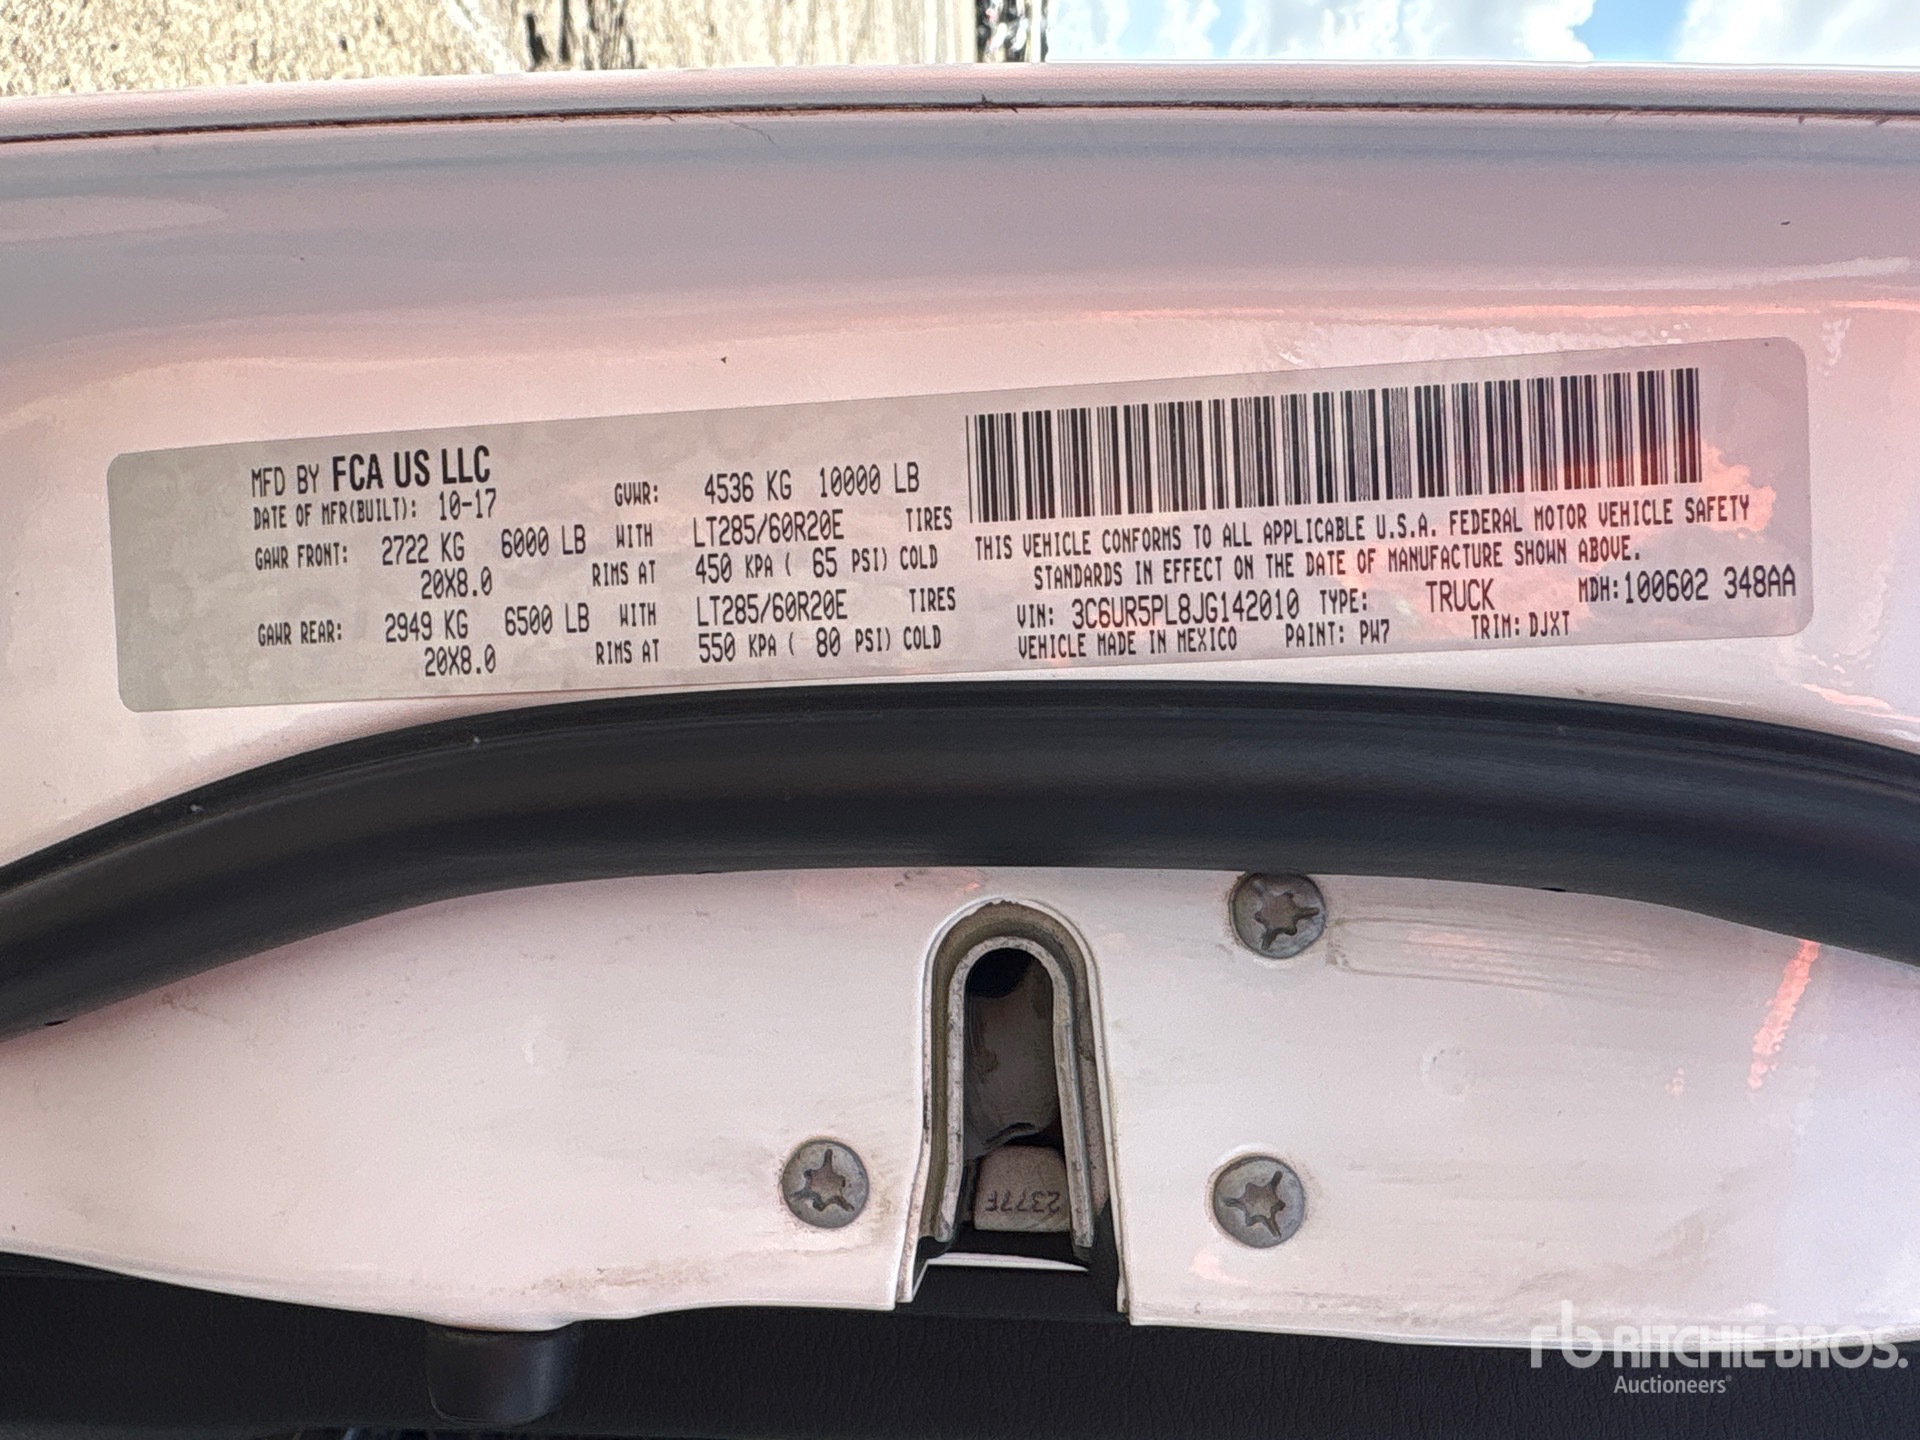 MFD BY FCA US LLC
DATE OF MFR(BUILT): 10-17 GVWR: 4536 KG 10000 LB
GAWR FRONT: 2722 KG 6000 LB WITH LT285/60R20E TIRES
20X8.0 RIMS AT 450 KPA ( 65 PSI) COLD
GAWR REAR: 2949 KG 6500 LB WITH LT285/60R20E TIRES
20X8.0 RIMS AT 550 KPA ( 80 PSI) COLD
THIS VEHICLE CONFORMS TO ALL APPLICABLE U.S.A. FEDERAL MOTOR VEHICLE SAFETY
STANDARDS IN EFFECT ON THE DATE OF MANUFACTURE SHOWN ABOVE.
VIN: 3C6UR5PL8JG142010 TYPE: TRUCK MDH:100602 348AA
VEHICLE MADE IN MEXICO PAINT: PW7 TRIM: DJXT
2377F
rb RITCHIE BROS.
Auctioneers®